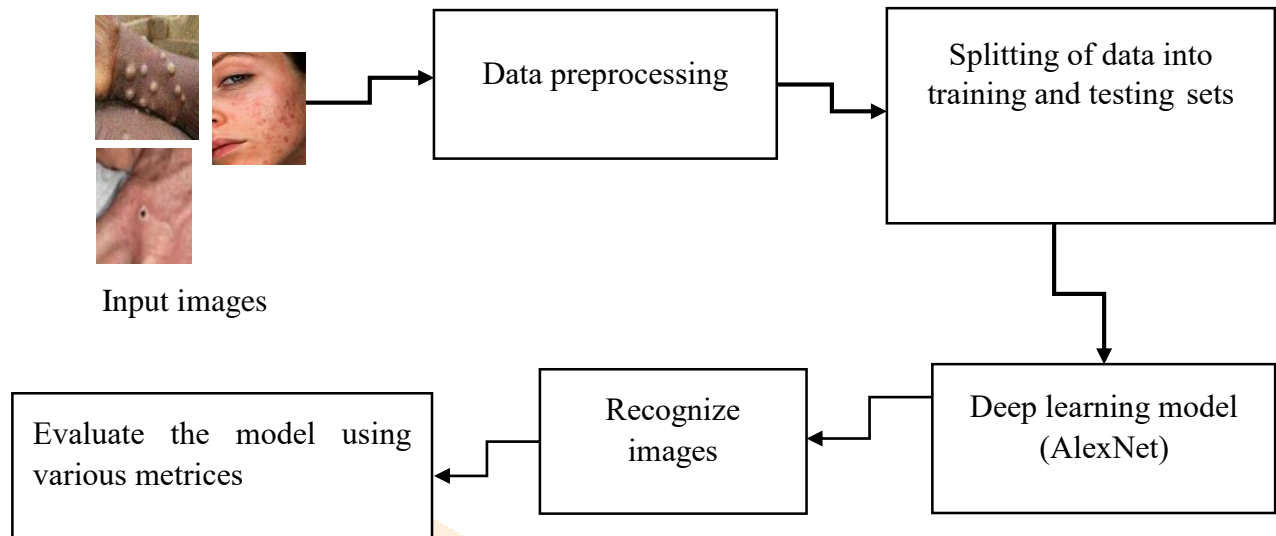 Data preprocessing
Splitting of data into
training and testing sets
Input images
Deep learning model
(AlexNet)
Recognize
images
Evaluate the model using
various metrices